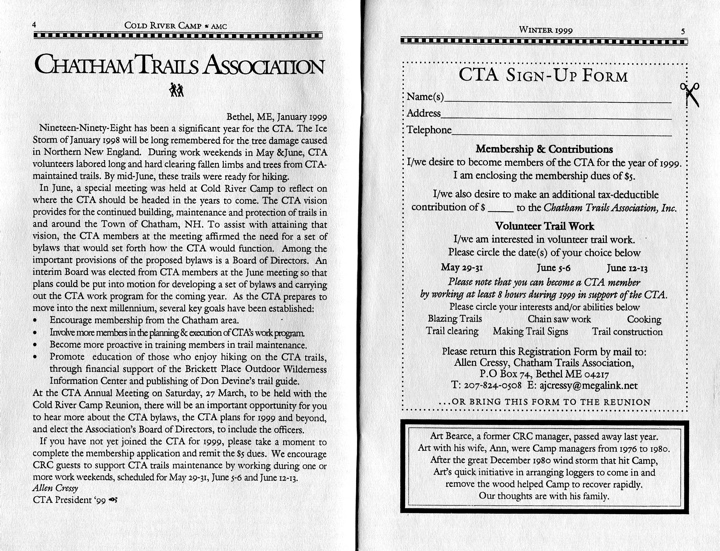 4
COLD RIVER CAMP AMC
CHATHAM TRAILS ASSOCIATION
Bethel, ME, January 1999
Nineteen-Ninety-Eight has been a significant year for the CTA. The Ice
Storm of January 1998 will be long remembered for the tree damage caused
in Northern New England. During work weekends in May &June, CTA
volunteers labored long and hard clearing fallen limbs and trees from CTA-
maintained trails. By mid-June, these trails were ready for hiking.
In June, a special meeting was held at Cold River Camp to reflect on
where the CTA should be headed in the years to come. The CTA vision
provides for the continued building, maintenance and protection of trails in
and around the Town of Chatham, NH. To assist with attaining that
vision, the CTA members at the meeting affirmed the need for a set of
bylaws that would set forth how the CTA would function. Among the
important provisions of the proposed bylaws is a Board of Directors. An
interim Board was elected from CTA members at the June meeting so that
plans could be put into motion for developing a set of bylaws and carrying
out the CTA work program for the coming year. As the CTA prepares to
move into the next millennium, several key goals have been established:
• Encourage membership from the Chatham area.
• Involve more members in the planning & execution of CTA's work program.
• Become more proactive in training members in trail maintenance.
• Promote education of those who enjoy hiking on the CTA trails,
through financial support of the Brickett Place Outdoor Wilderness
Information Center and publishing of Don Devine's trail guide.
At the CTA Annual Meeting on Saturday, 27 March, to be held with the
Cold River Camp Reunion, there will be an important opportunity for you
to hear more about the CTA bylaws, the CTA plans for 1999 and beyond,
and elect the Association's Board of Directors, to include the officers.
If you have not yet joined the CTA for 1999, please take a moment to
complete the membership application and remit the $5 dues. We encourage
CRC guests to support CTA trails maintenance by working during one or
more work weekends, scheduled for May 29-31, June 5-6 and June 12-13.
Allen Cressy
CTA President '99
WINTER 1999
5
CTA SIGN-UP FORM
Name(s)
Address
Telephone
Membership & Contributions
I/we desire to become members of the CTA for the year of 1999.
I am enclosing the membership dues of $5.
I/we also desire to make an additional tax-deductible
contribution of $ _____ to the Chatham Trails Association, Inc.
Volunteer Trail Work
I/we am interested in volunteer trail work.
Please circle the date(s) of your choice below
May 29-31 June 5-6 June 12-13
Please note that you can become a CTA member
by working at least 8 hours during 1999 in support of the CTA.
Please circle your interests and/or abilities below
Blazing Trails Chain saw work Cooking
Trail clearing Making Trail Signs Trail construction
Please return this Registration Form by mail to:
Allen Cressy, Chatham Trails Association,
P.O Box 74, Bethel ME 04217
T: 207-824-0508 E: ajcressy@megalink.net
...OR BRING THIS FORM TO THE REUNION
Art Bearce, a former CRC manager, passed away last year.
Art with his wife, Ann, were Camp managers from 1976 to 1980.
After the great December 1980 wind storm that hit Camp,
Art's quick initiative in arranging loggers to come in and
remove the wood helped Camp to recover rapidly.
Our thoughts are with his family.